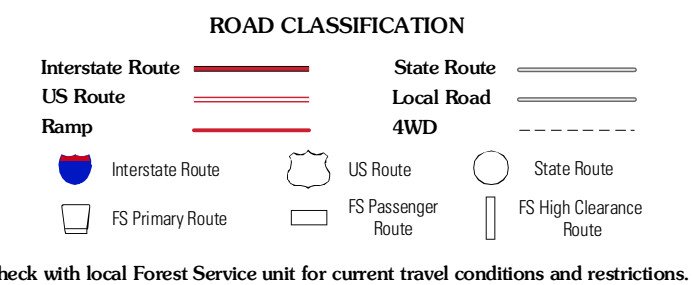 ROAD CLASSIFICATION
Interstate Route State Route
US Route Local Road
Ramp 4WD
Interstate Route US Route State Route
FS Primary Route FS Passenger Route FS High Clearance Route
heck with local Forest Service unit for current travel conditions and restrictions.